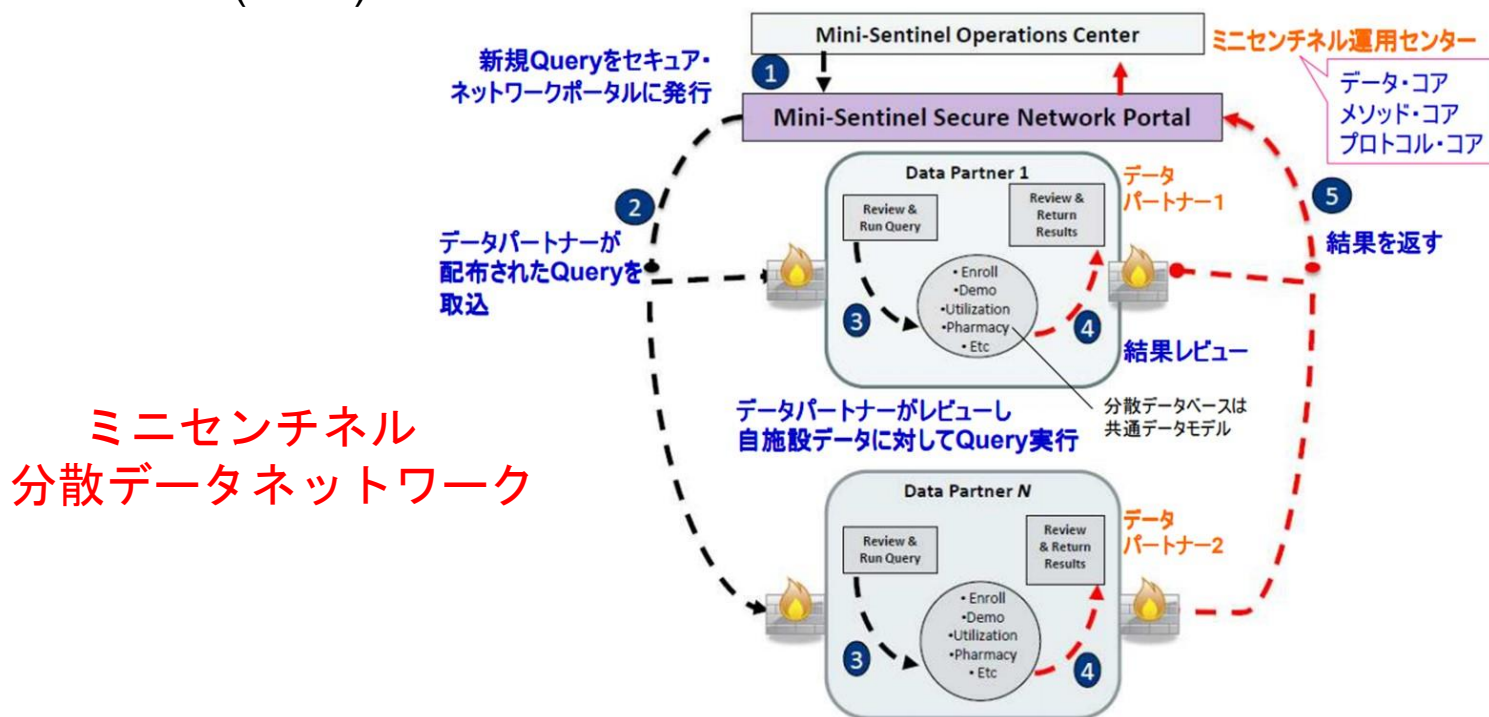 Mini-Sentinel Operations Center
ミニセンチネル運用センター
データ・コア
メソッド・コア
プロトコル・コア
新規Queryをセキュア・
ネットワークポータルに発行
1
Mini-Sentinel Secure Network Portal
2
データパートナーが
配布されたQueryを
取込
Data Partner 1
データ
パートナー1
Review &
Run Query
Review &
Return
Results
• Enroll
•Demo
•Utilization
•Pharmacy
• Etc
3
4
5
結果を返す
結果レビュー
分散データベースは
共通データモデル
データパートナーがレビューし
自施設データに対してQuery実行
ミニセンチネル
分散データネットワーク
Data Partner N
データ
パートナー2
Review &
Run Query
Review
& Return
Results
• Enroll
•Demo
•Utilization
•Pharmacy
• Etc
3
4